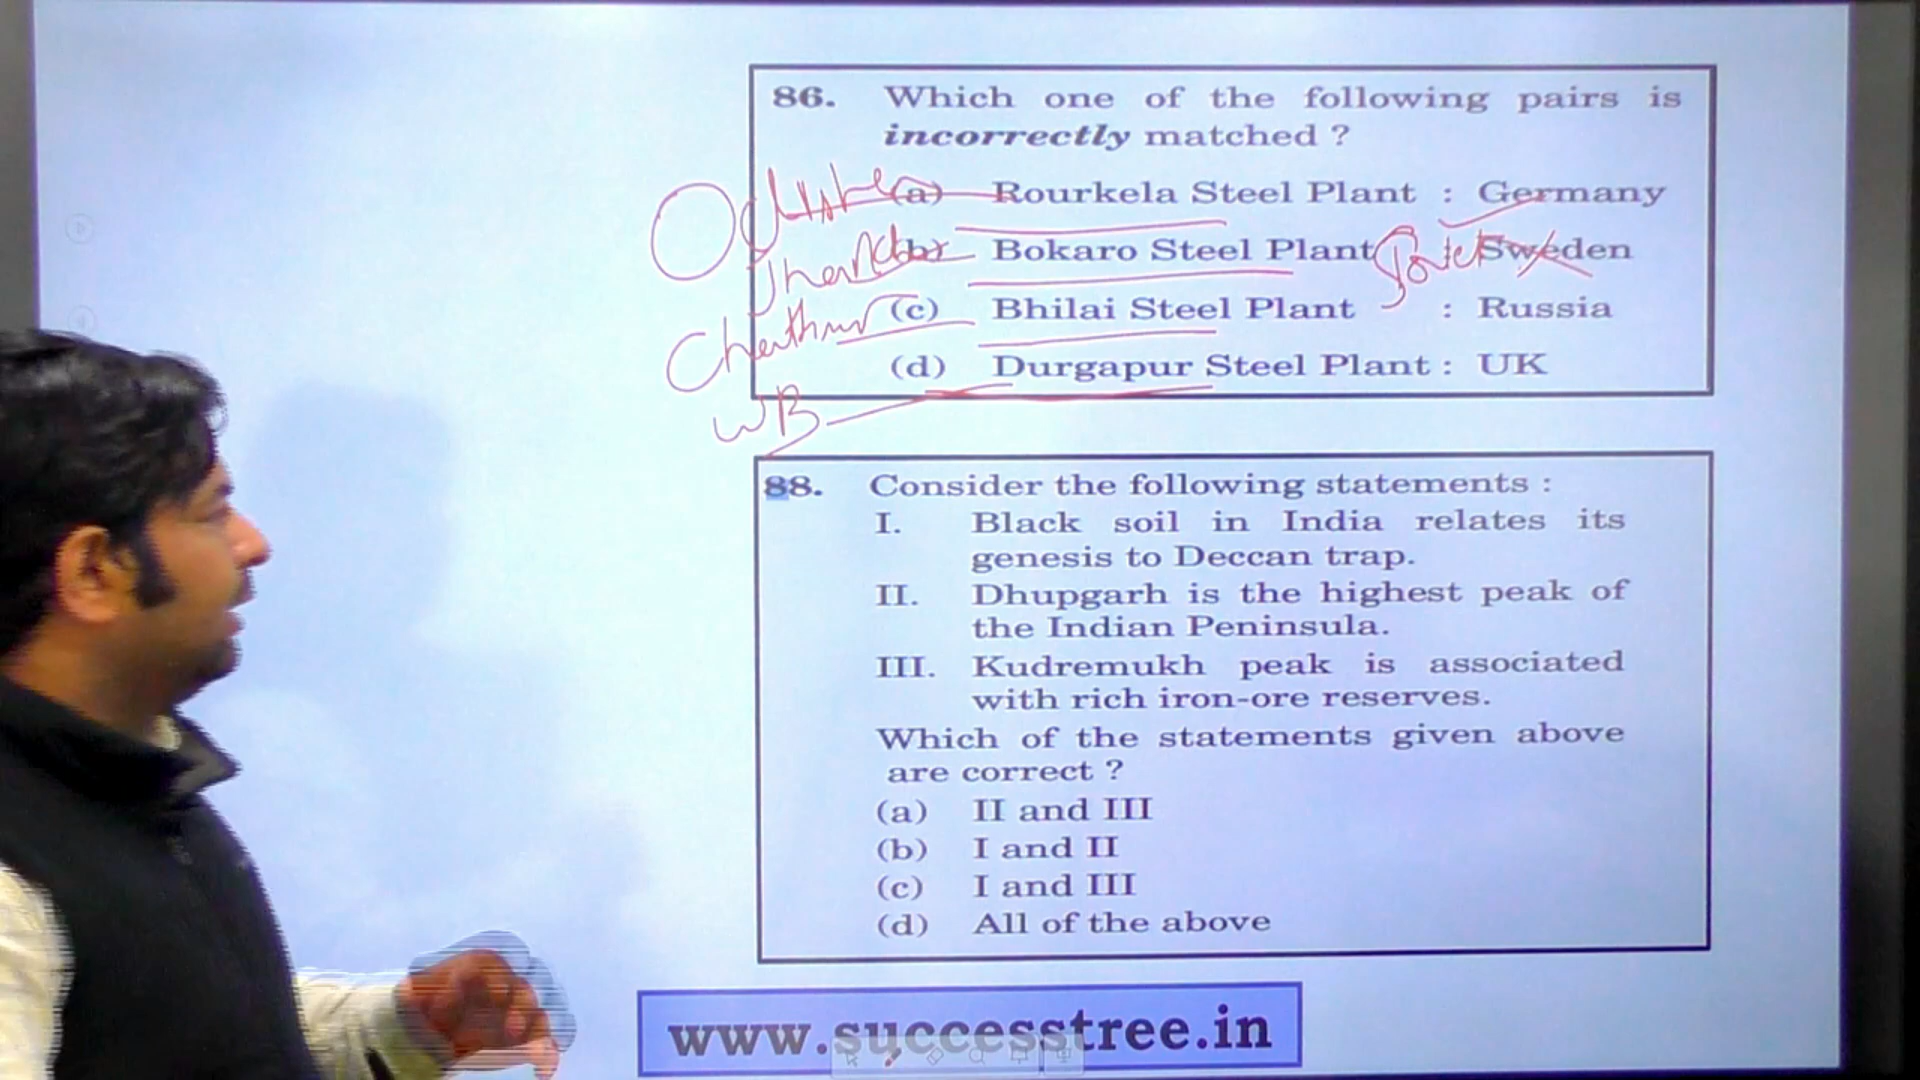 86. Which one of the following pairs is
incorrectly matched ?
(a) Rourkela Steel Plant : Germany
(b) Bokaro Steel Plant Sweden
(c) Bhilai Steel Plant : Russia
(d) Durgapur Steel Plant : UK
WB
88. Consider the following statements :
I. Black soil in India relates its
genesis to Deccan trap.
II. Dhupgarh is the highest peak of
the Indian Peninsula.
III. Kudremukh peak is associated
with rich iron-ore reserves.
Which of the statements given above
are correct ?
(a) II and III
(b) I and II
(c) I and III
(d) All of the above
www.successtree.in